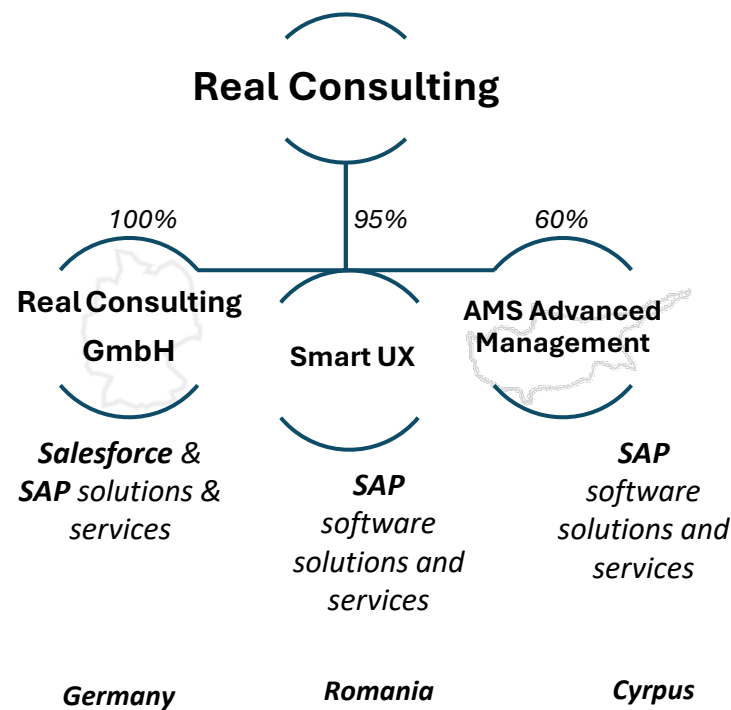 Real Consulting
100%
95%
60%
Real Consulting
GmbH
Smart UX
AMS Advanced
Management
Salesforce &
SAP solutions &
services
SAP
software
solutions and
services
SAP
software
solutions and
services
Germany
Romania
Cyrpus